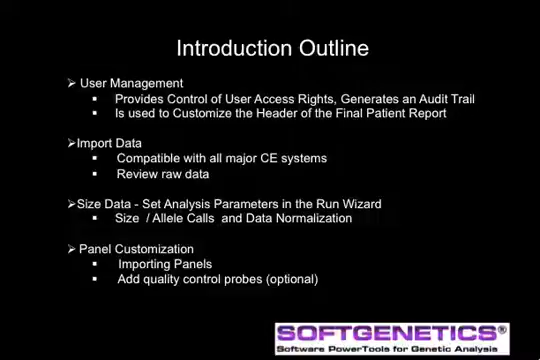 Introduction Outline
➢ User Management
▪ Provides Control of User Access Rights, Generates an Audit Trail
▪ Is used to Customize the Header of the Final Patient Report
➢Import Data
▪ Compatible with all major CE systems
▪ Review raw data
➢Size Data - Set Analysis Parameters in the Run Wizard
▪ Size / Allele Calls and Data Normalization
➢ Panel Customization
▪ Importing Panels
▪ Add quality control probes (optional)
SOFTGENETICS®
Software PowerTools for Genetic Analysis